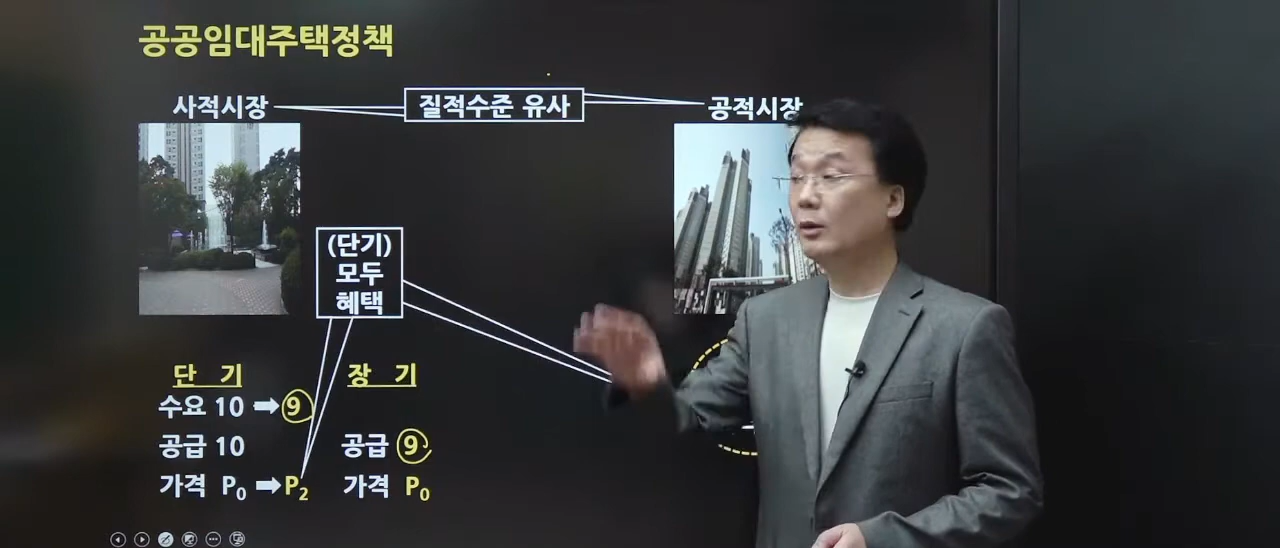 공공임대주택정책
사적시장
질적수준 유사
공적시장
(단기)
모두
혜택
단 기
수요 10 ➡ 9
공급 10
가격 P₀ ➡ P₂
장 기
공급 9
가격 P₀